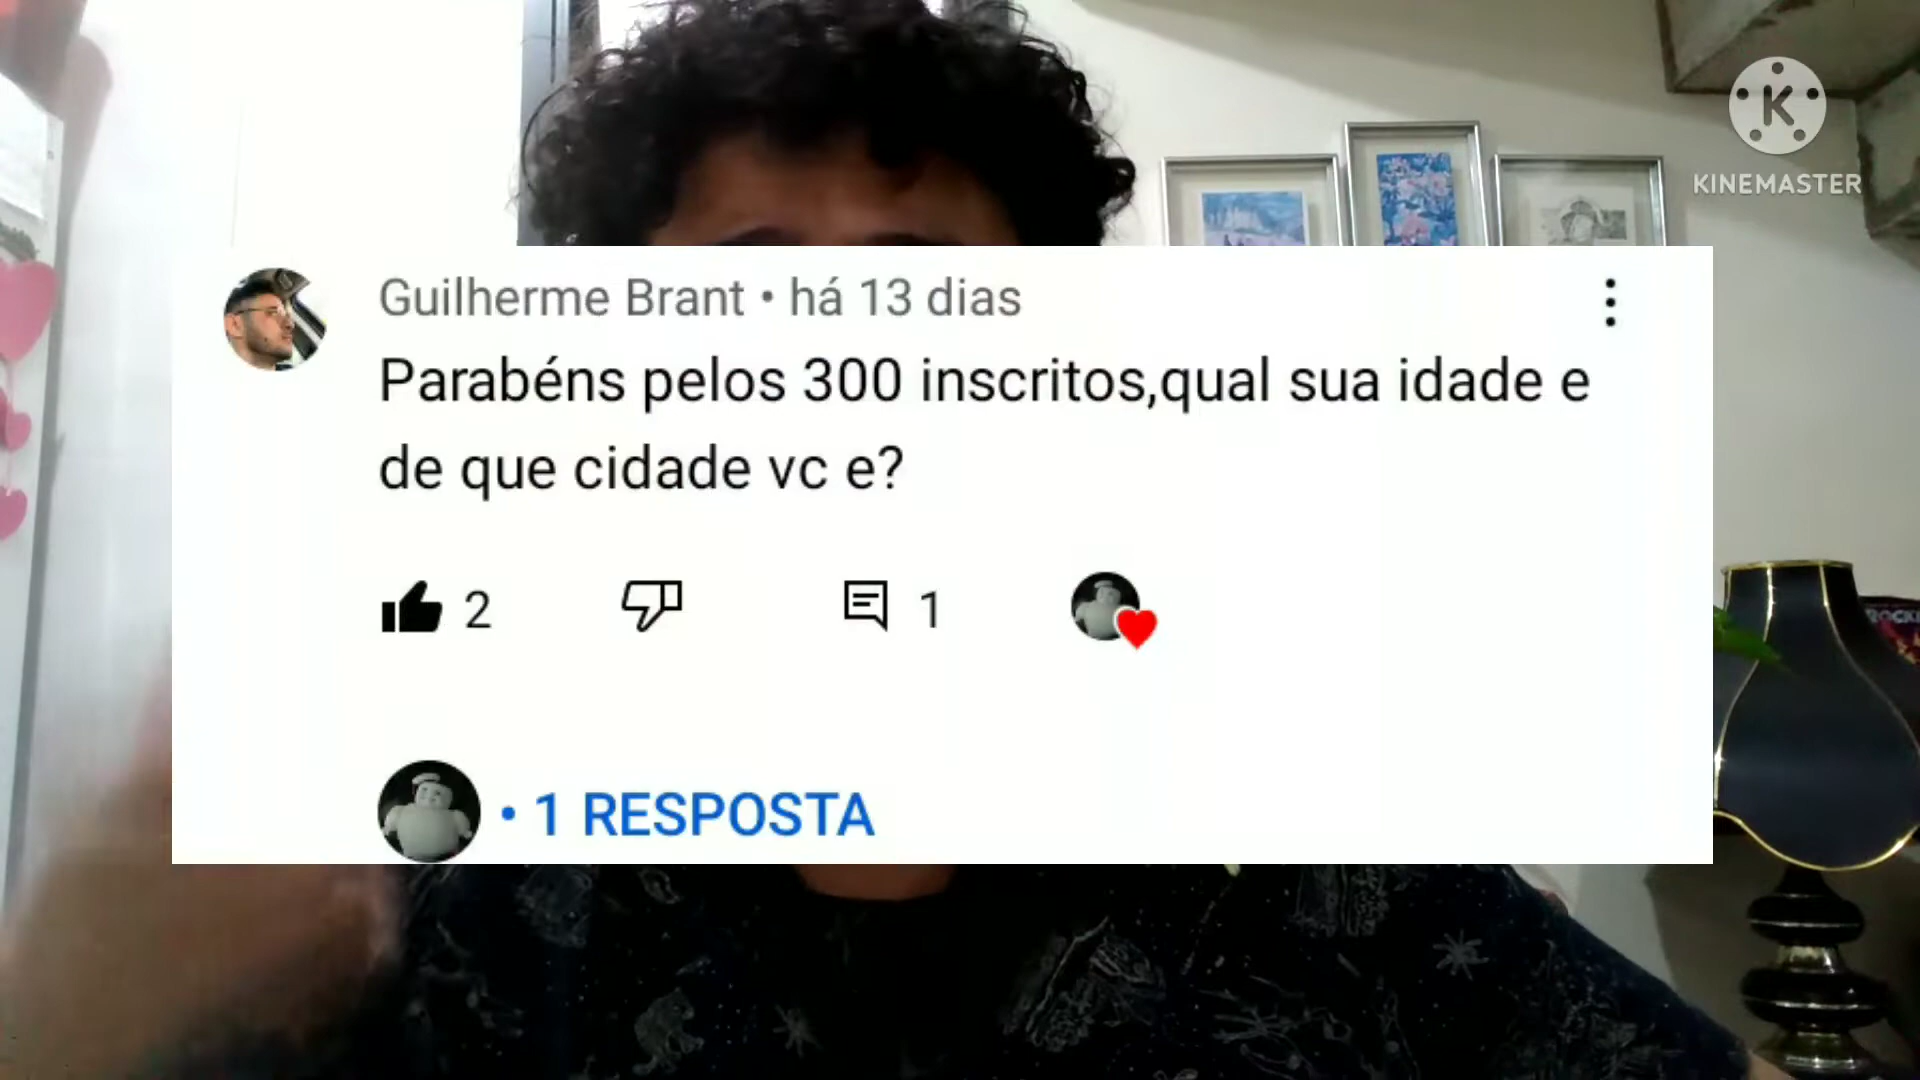 KINEMASTER
Guilherme Brant • há 13 dias
Parabéns pelos 300 inscritos,qual sua idade e
de que cidade vc e?
2
1
• 1 RESPOSTA